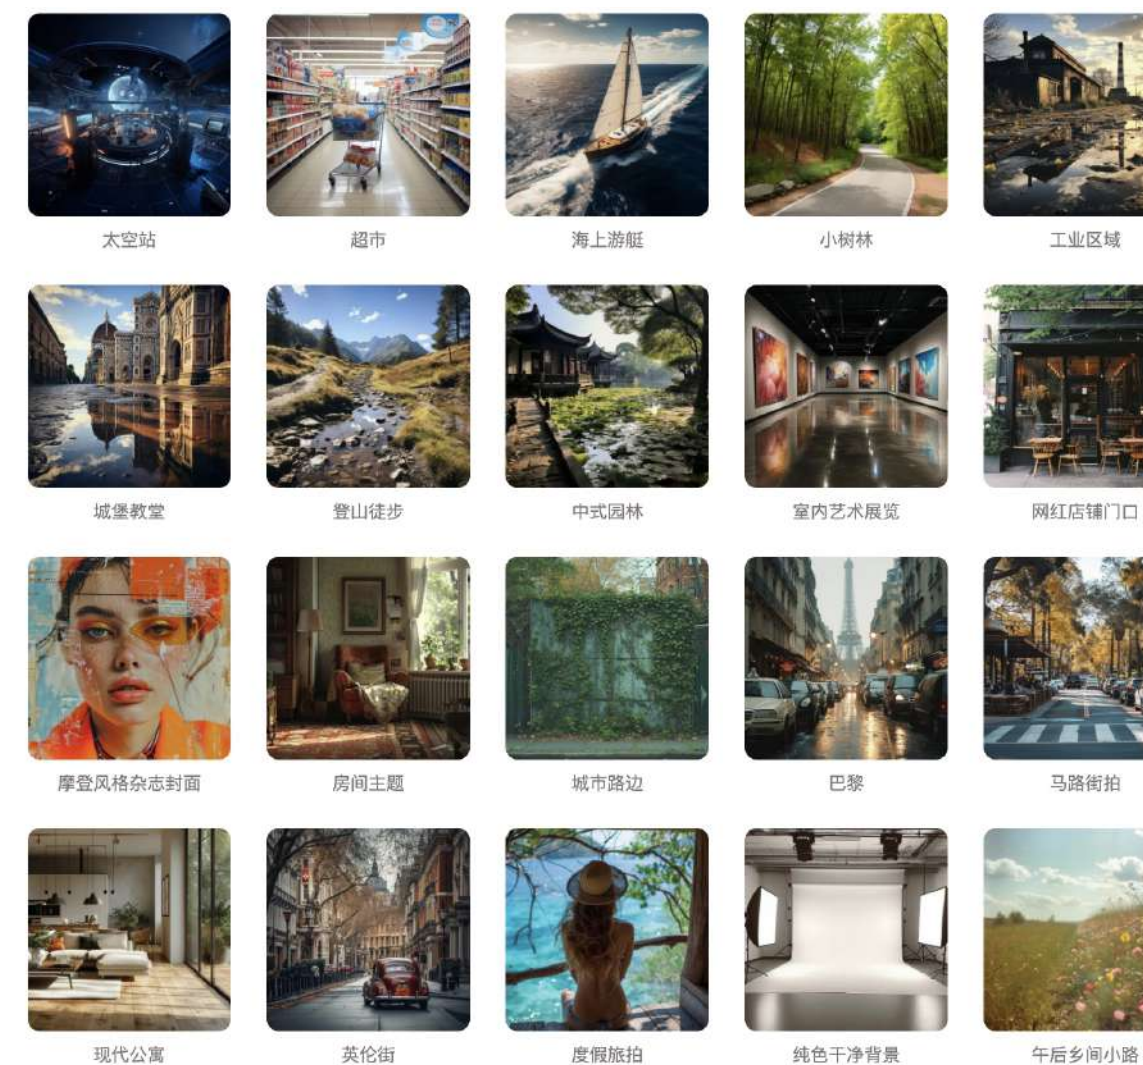 太空站
超市
海上游艇
小树林
工业区域
城堡教堂
登山徒步
中式园林
室内艺术展览
网红店铺门口
摩登风格杂志封面
房间主题
城市路边
巴黎
马路街拍
现代公寓
英伦街
度假旅拍
纯色干净背景
午后乡间小路